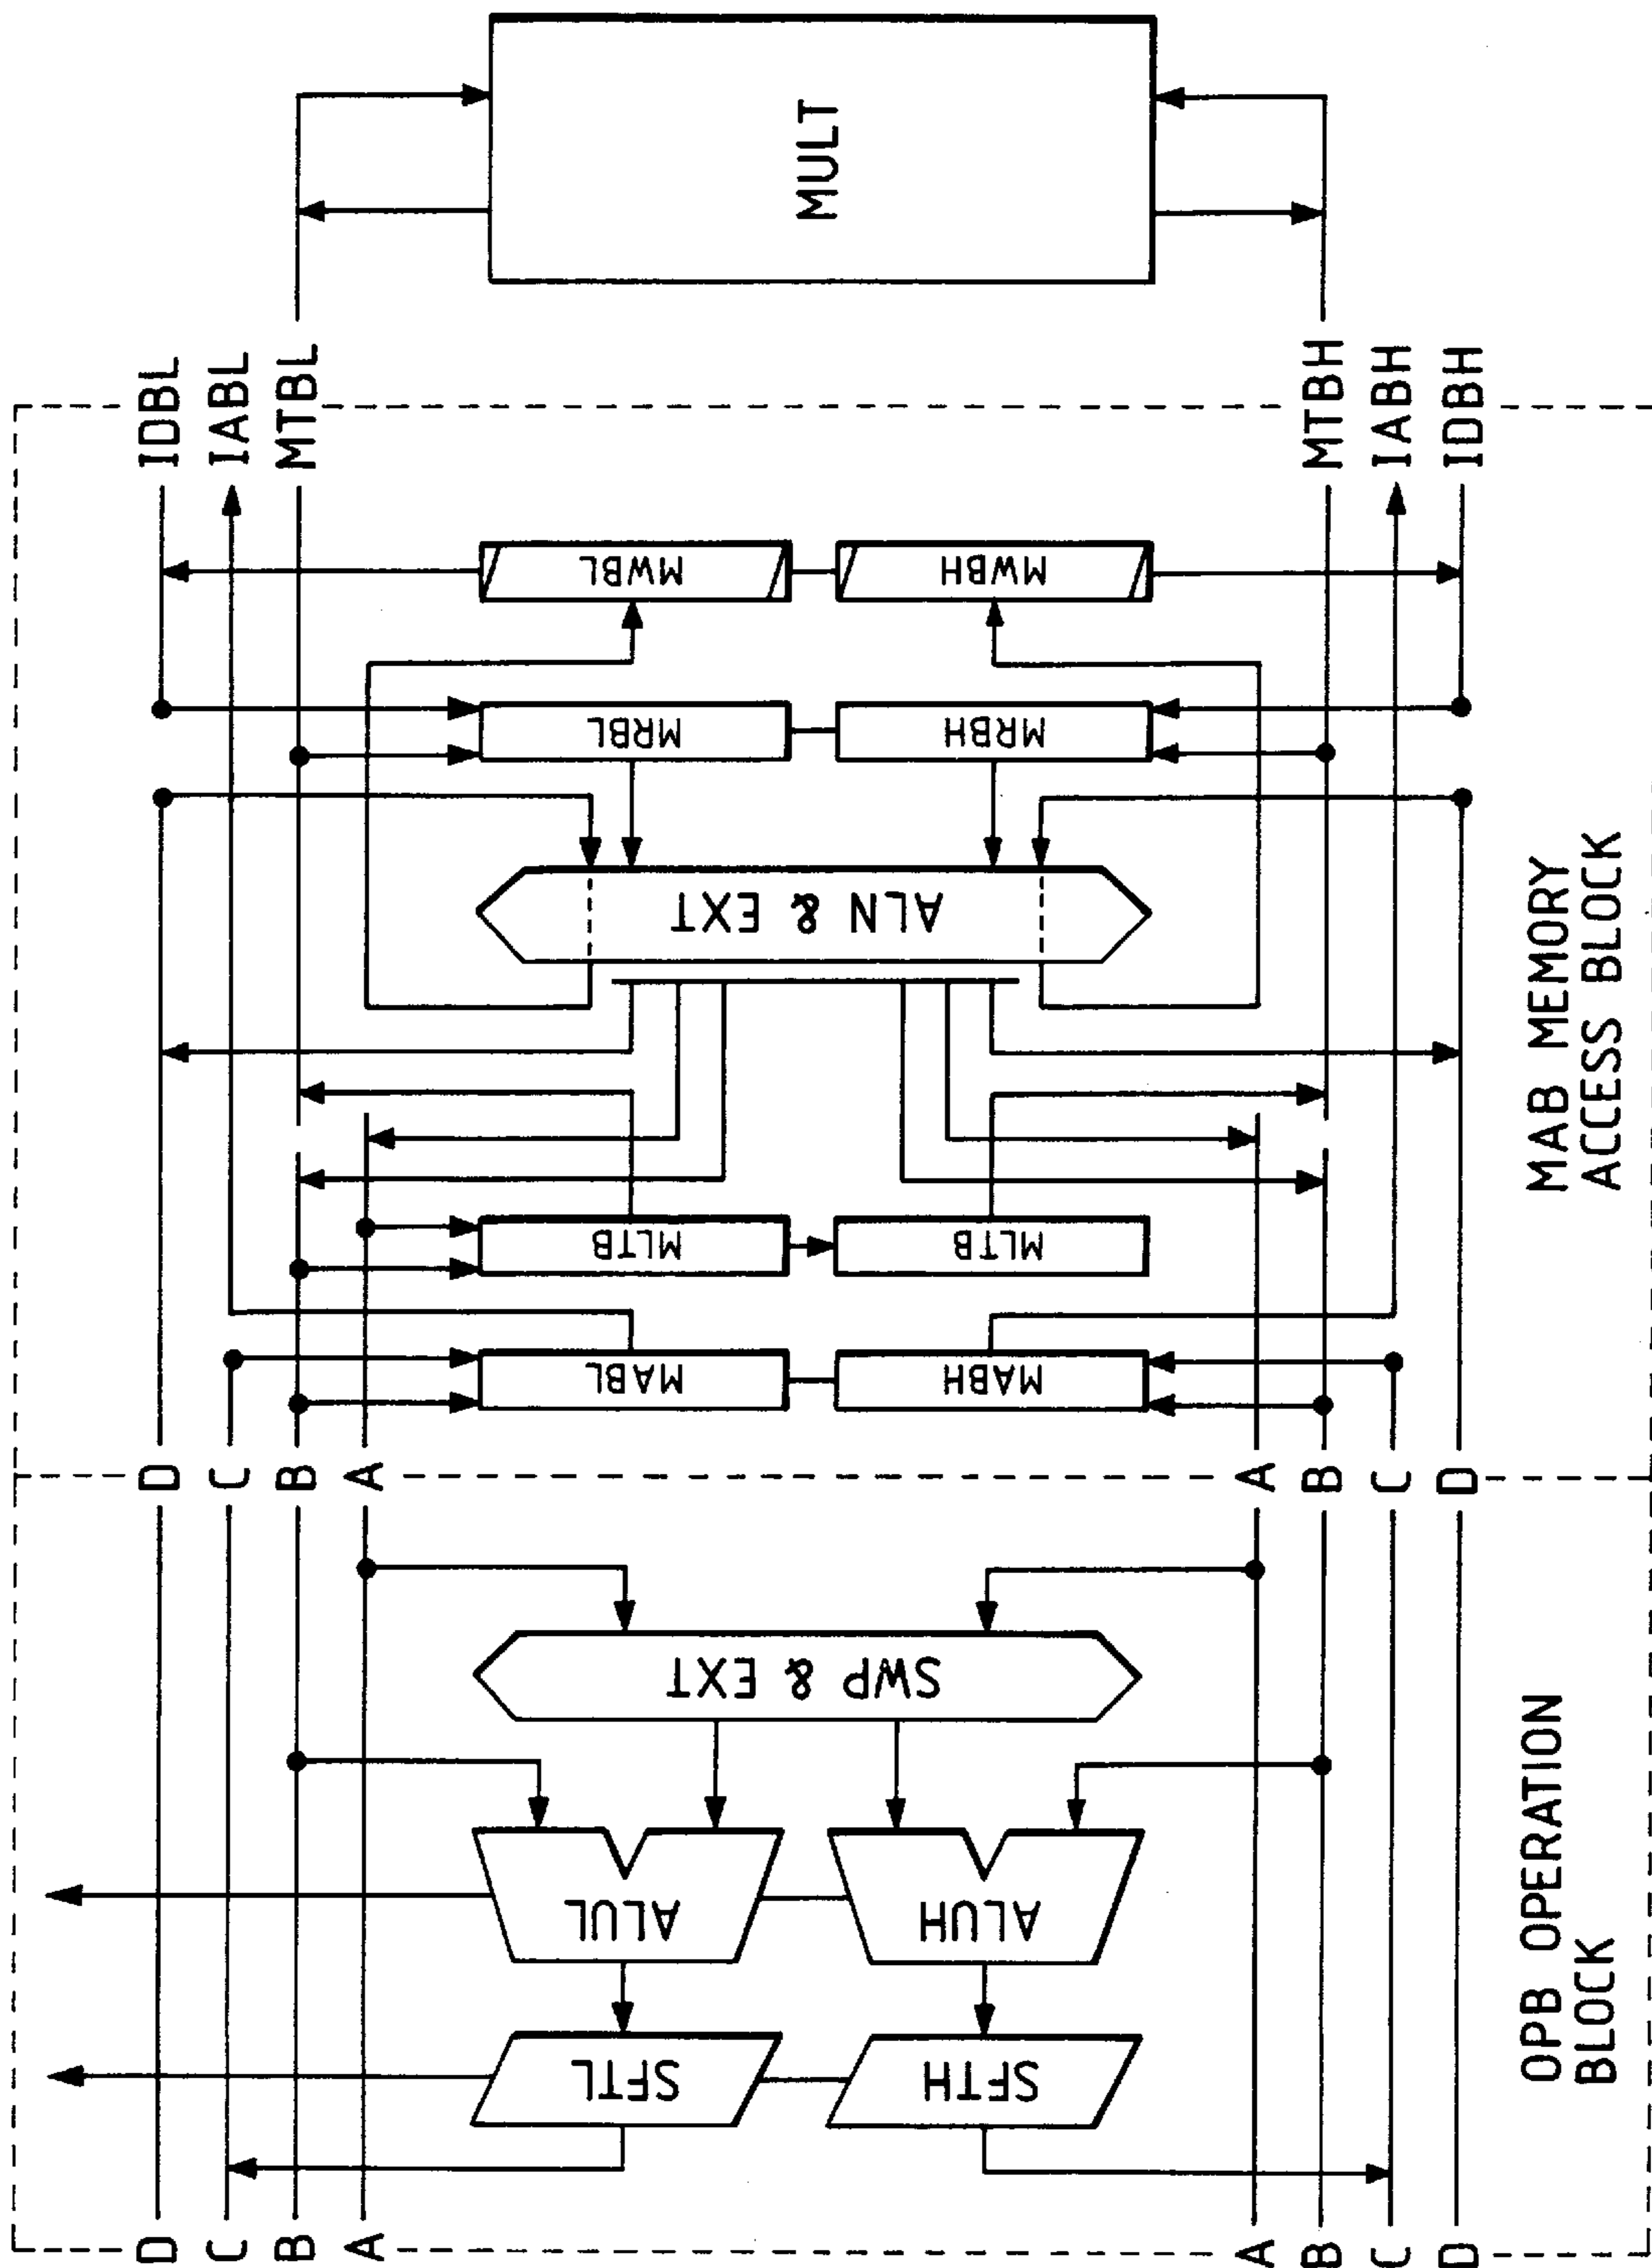 MULT
IDBL
IABL
MTBL
MTBH
IABH
IDBH
MWBL
MWBH
MRBL
MRBH
ALN & EXT
MAB MEMORY
ACCESS BLOCK
MLTB
MLTB
MABL
MABH
D
C
B
A
A
B
C
D
SWP & EXT
ALUL
ALUH
OPB OPERATION
BLOCK
SFTL
SFTH
D
C
B
A
A
B
C
D